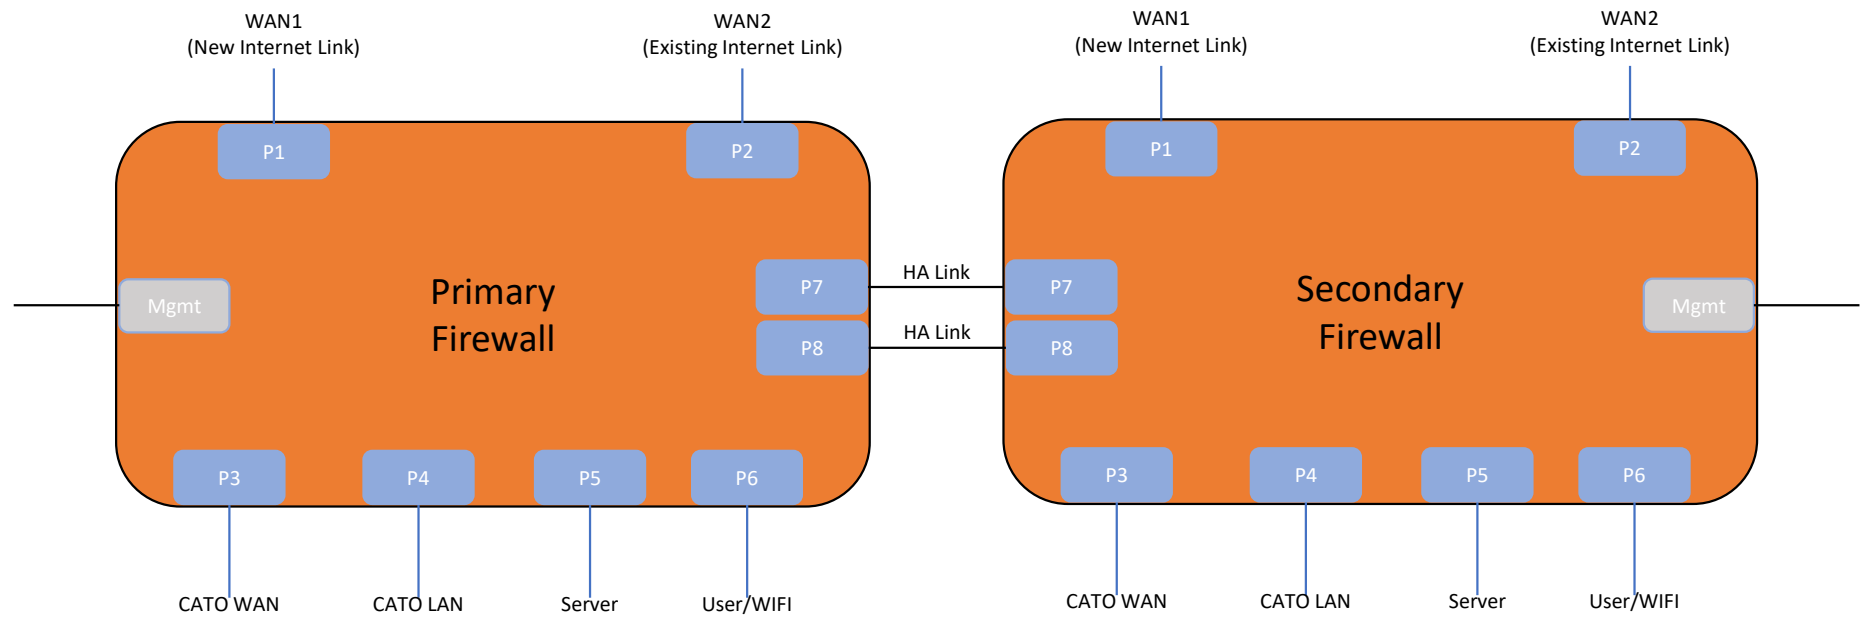 WAN1
(New Internet Link)
WAN2
(Existing Internet Link)
WAN1
(New Internet Link)
WAN2
(Existing Internet Link)
P1
P2
P1
P2
Mgmt
Primary
Firewall
P7
HA Link
P7
P8
HA Link
P8
Secondary
Firewall
Mgmt
P3
P4
P5
P6
P3
P4
P5
P6
CATO WAN
CATO LAN
Server
User/WIFI
CATO WAN
CATO LAN
Server
User/WIFI